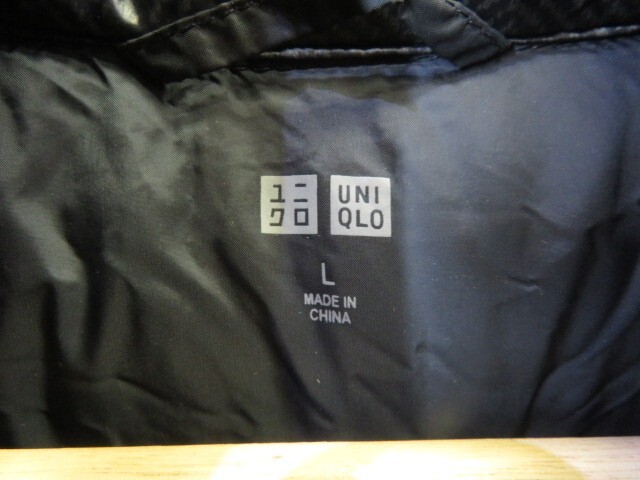 ユニ UNI
クロ QLO
L
MADE IN
CHINA